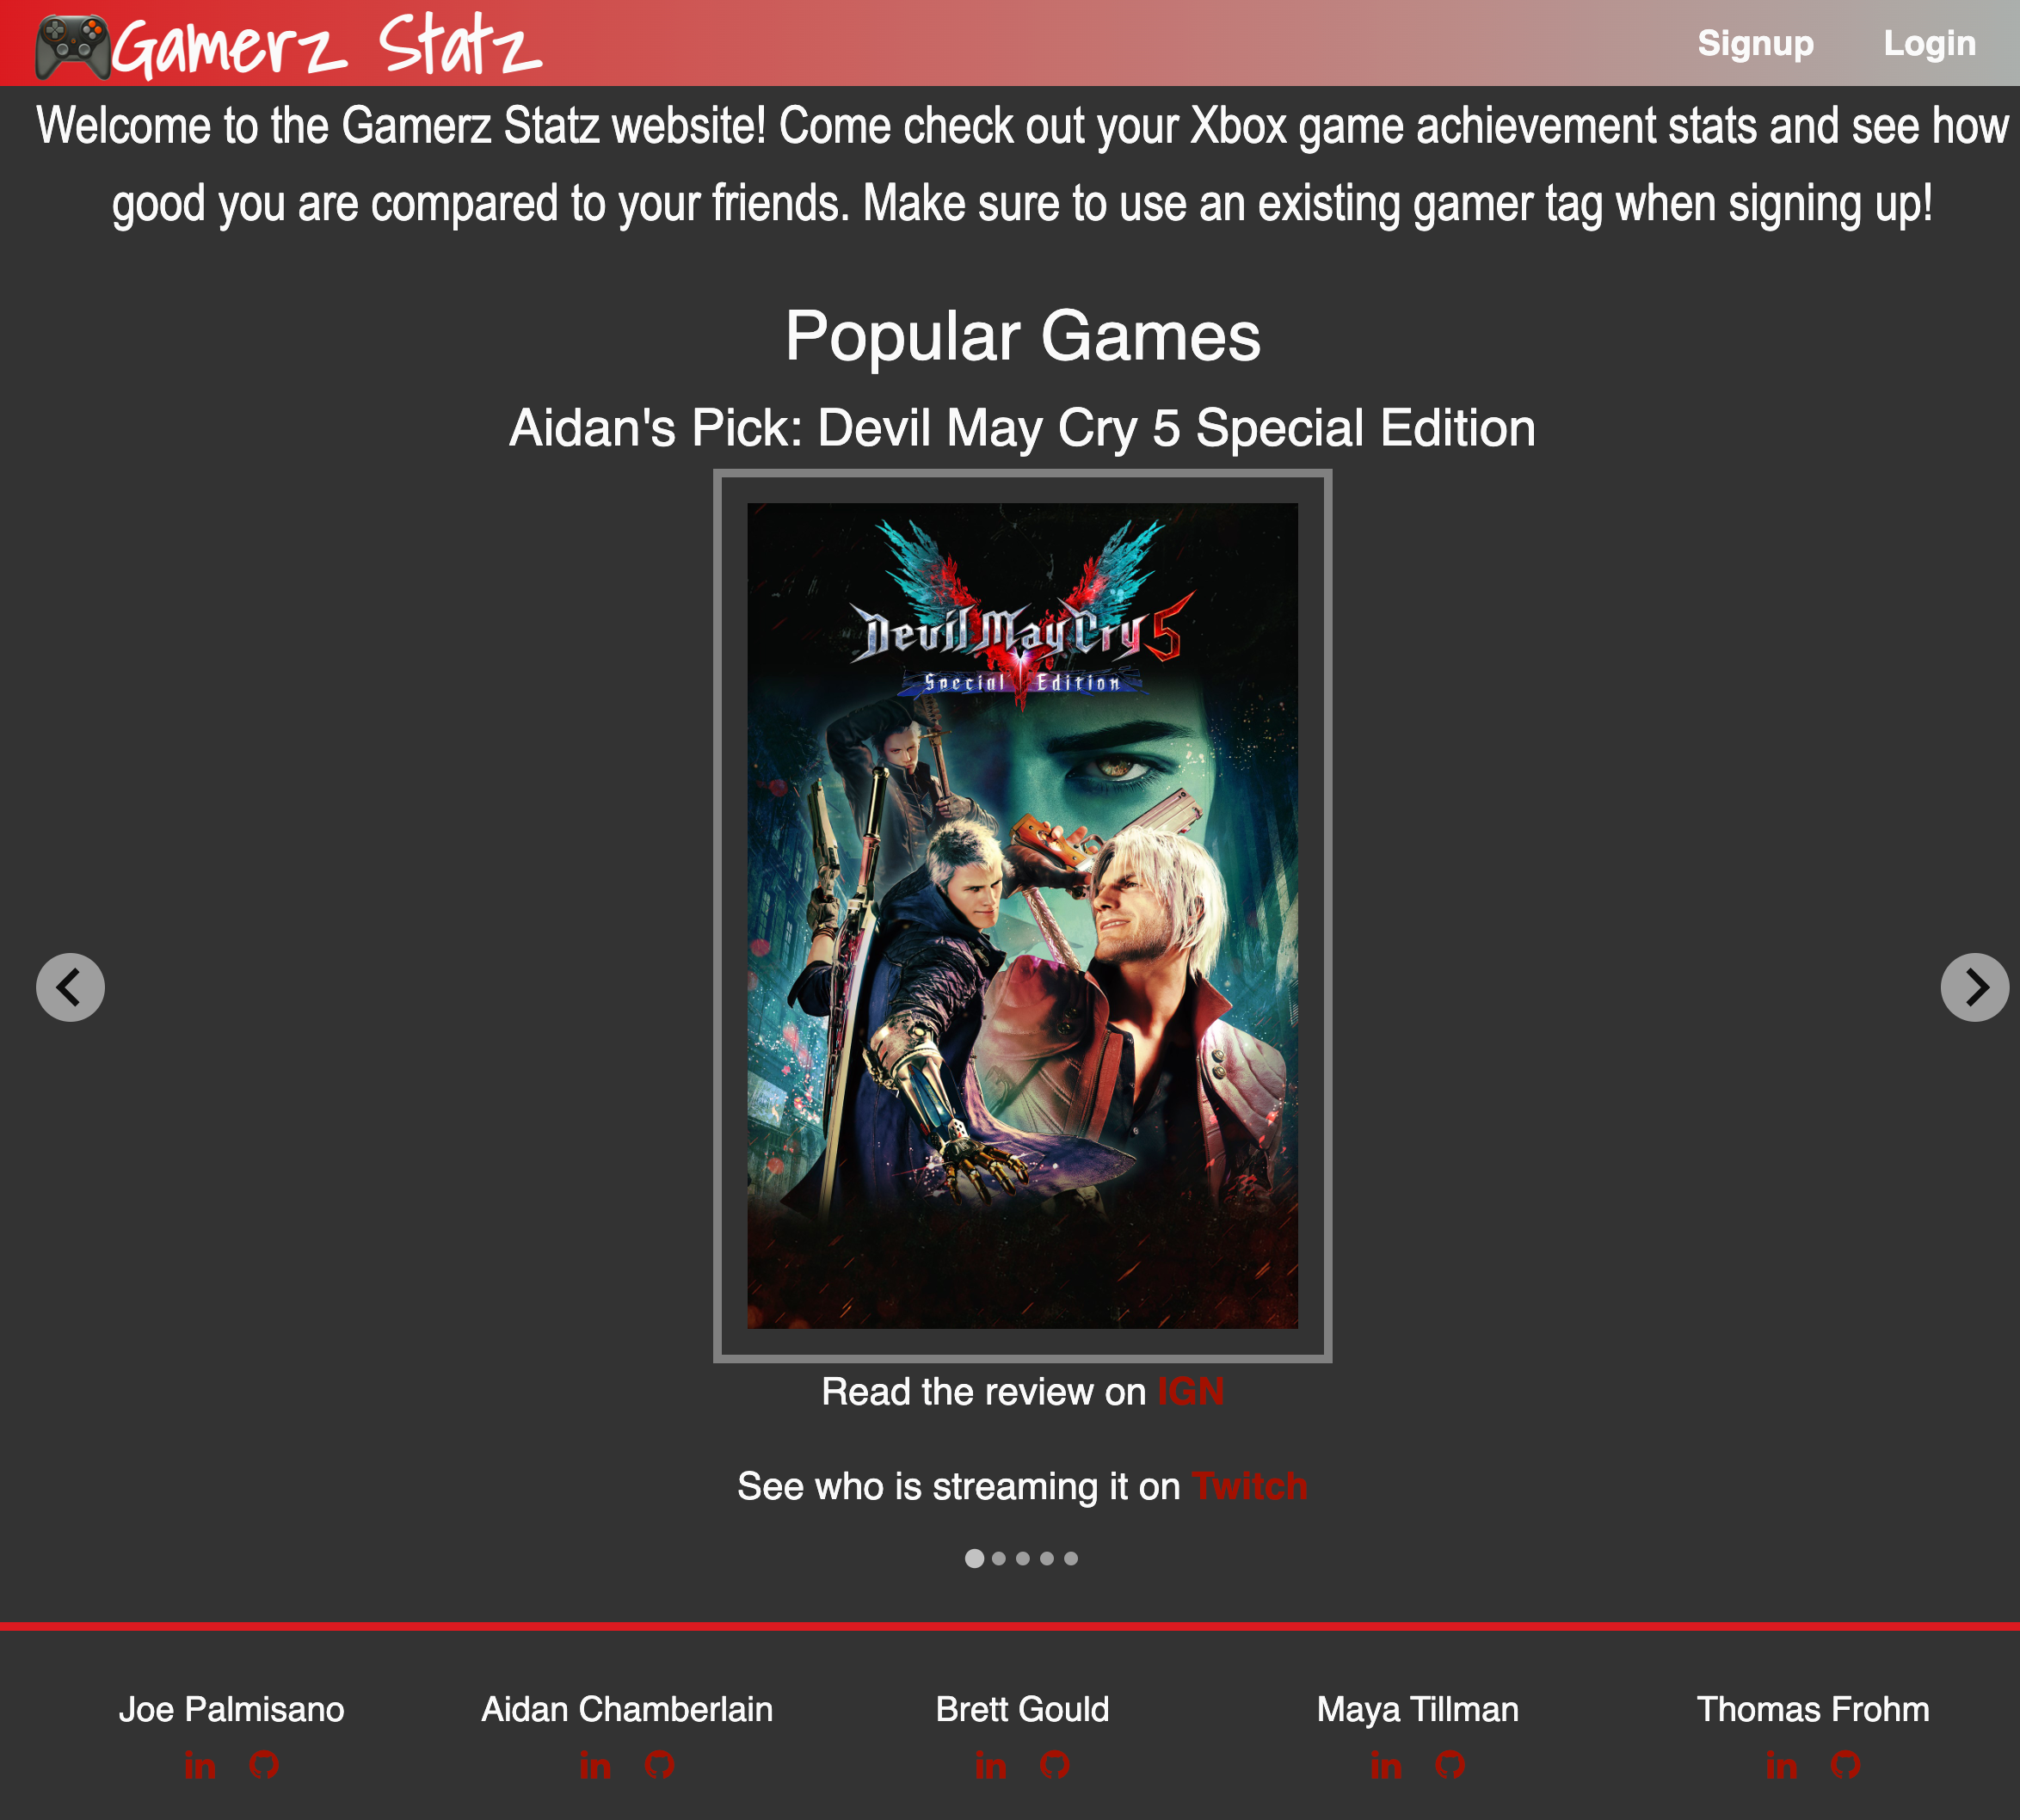 Gamerz Statz
Signup
Login
Welcome to the Gamerz Statz website! Come check out your Xbox game achievement stats and see how
good you are compared to your friends. Make sure to use an existing gamer tag when signing up!
Popular Games
Aidan's Pick: Devil May Cry 5 Special Edition
Devil May Cry 5
Special Edition
Read the review on IGN
See who is streaming it on Twitch
Joe Palmisano
Aidan Chamberlain
Brett Gould
Maya Tillman
Thomas Frohm
in
in
in
in
in